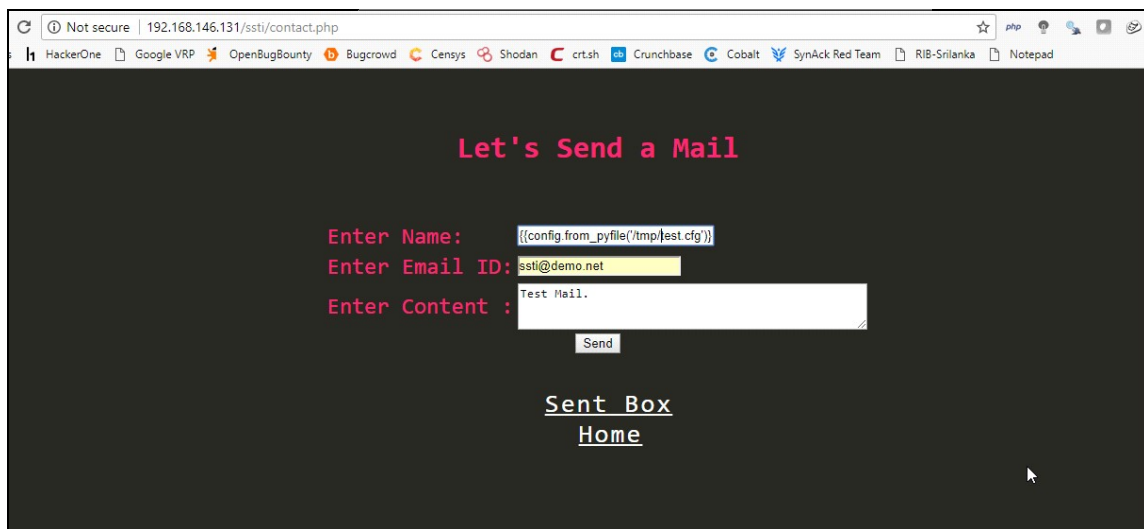 Not secure | 192.168.146.131/ssti/contact.php php
s HackerOne Google VRP OpenBugBounty Bugcrowd Censys Shodan crt.sh cb Crunchbase Cobalt SynAck Red Team RIB-Srilanka Notepad
Let's Send a Mail
Enter Name: {{config.from_pyfile('/tmp/test.cfg')}
Enter Email ID: ssti@demo.net
Enter Content : Test Mail.
Send
Sent Box
Home